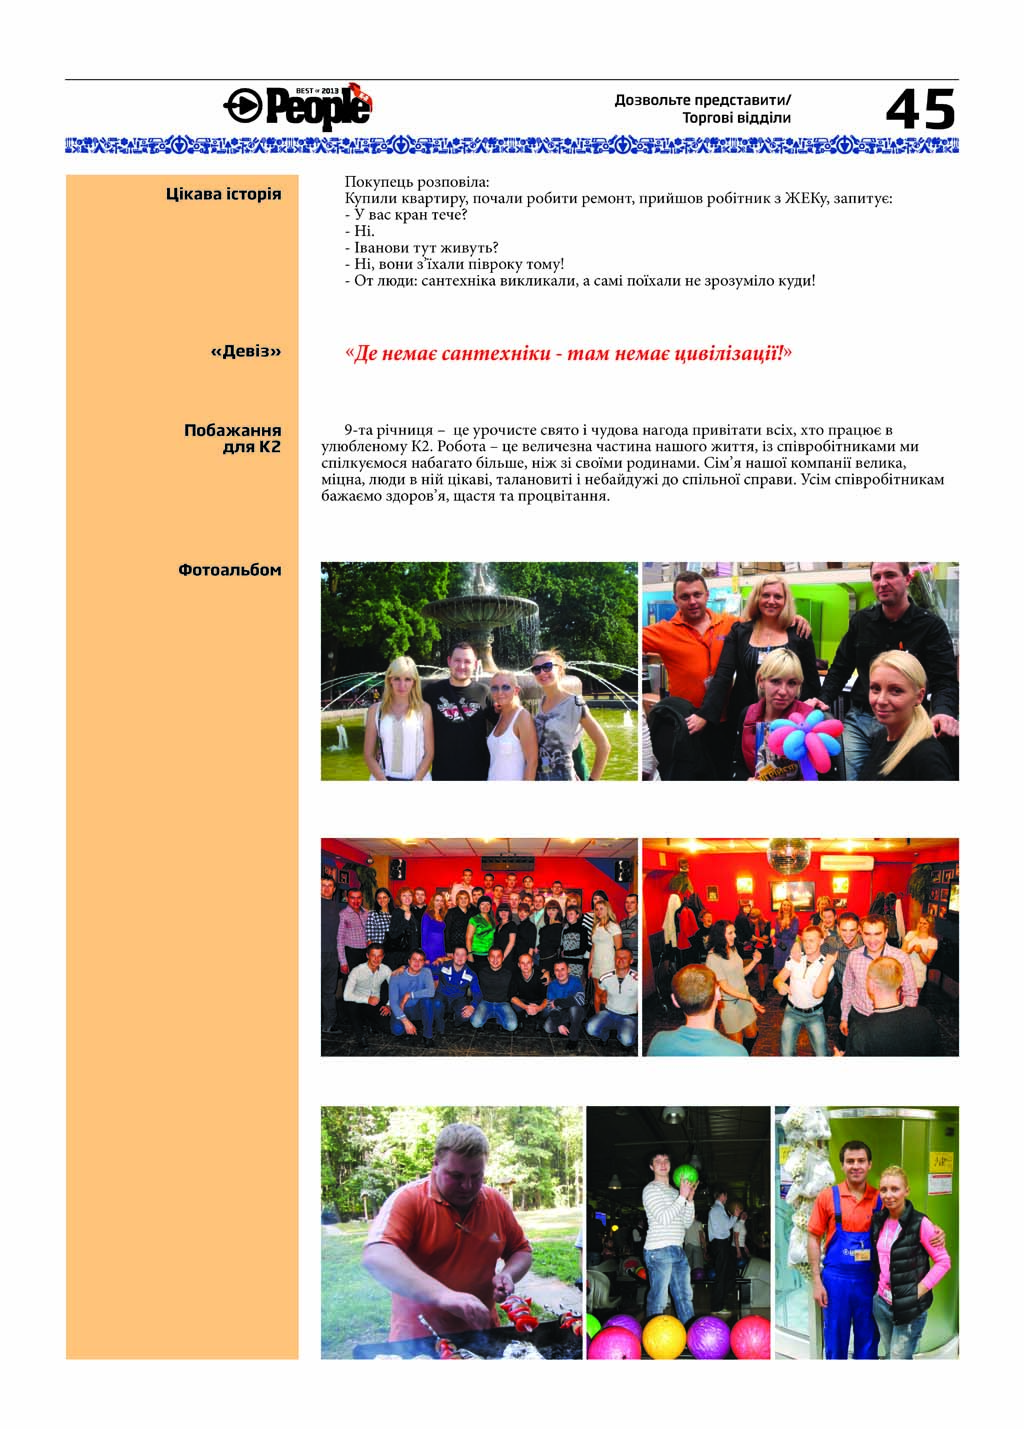 BEST of 2013
People
Дозвольте представити/
Торгові відділи
45
Цікава історія
Покупець розповіла:
Купили квартиру, почали робити ремонт, прийшов робітник з ЖЕКу, запитує:
- У вас кран тече?
- Ні.
- Іванови тут живуть?
- Ні, вони з’їхали півроку тому!
- От люди: сантехніка викликали, а самі поїхали не зрозуміло куди!
«Девіз»
«Де немає сантехніки - там немає цивілізації!»
Побажання
для К2
9-та річниця – це урочисте свято і чудова нагода привітати всіх, хто працює в
улюбленому К2. Робота – це величезна частина нашого життя, із співробітниками ми
спілкуємося набагато більше, ніж зі своїми родинами. Сім’я нашої компанії велика,
міцна, люди в ній цікаві, талановиті і небайдужі до спільної справи. Усім співробітникам
бажаємо здоров’я, щастя та процвітання.
Фотоальбом